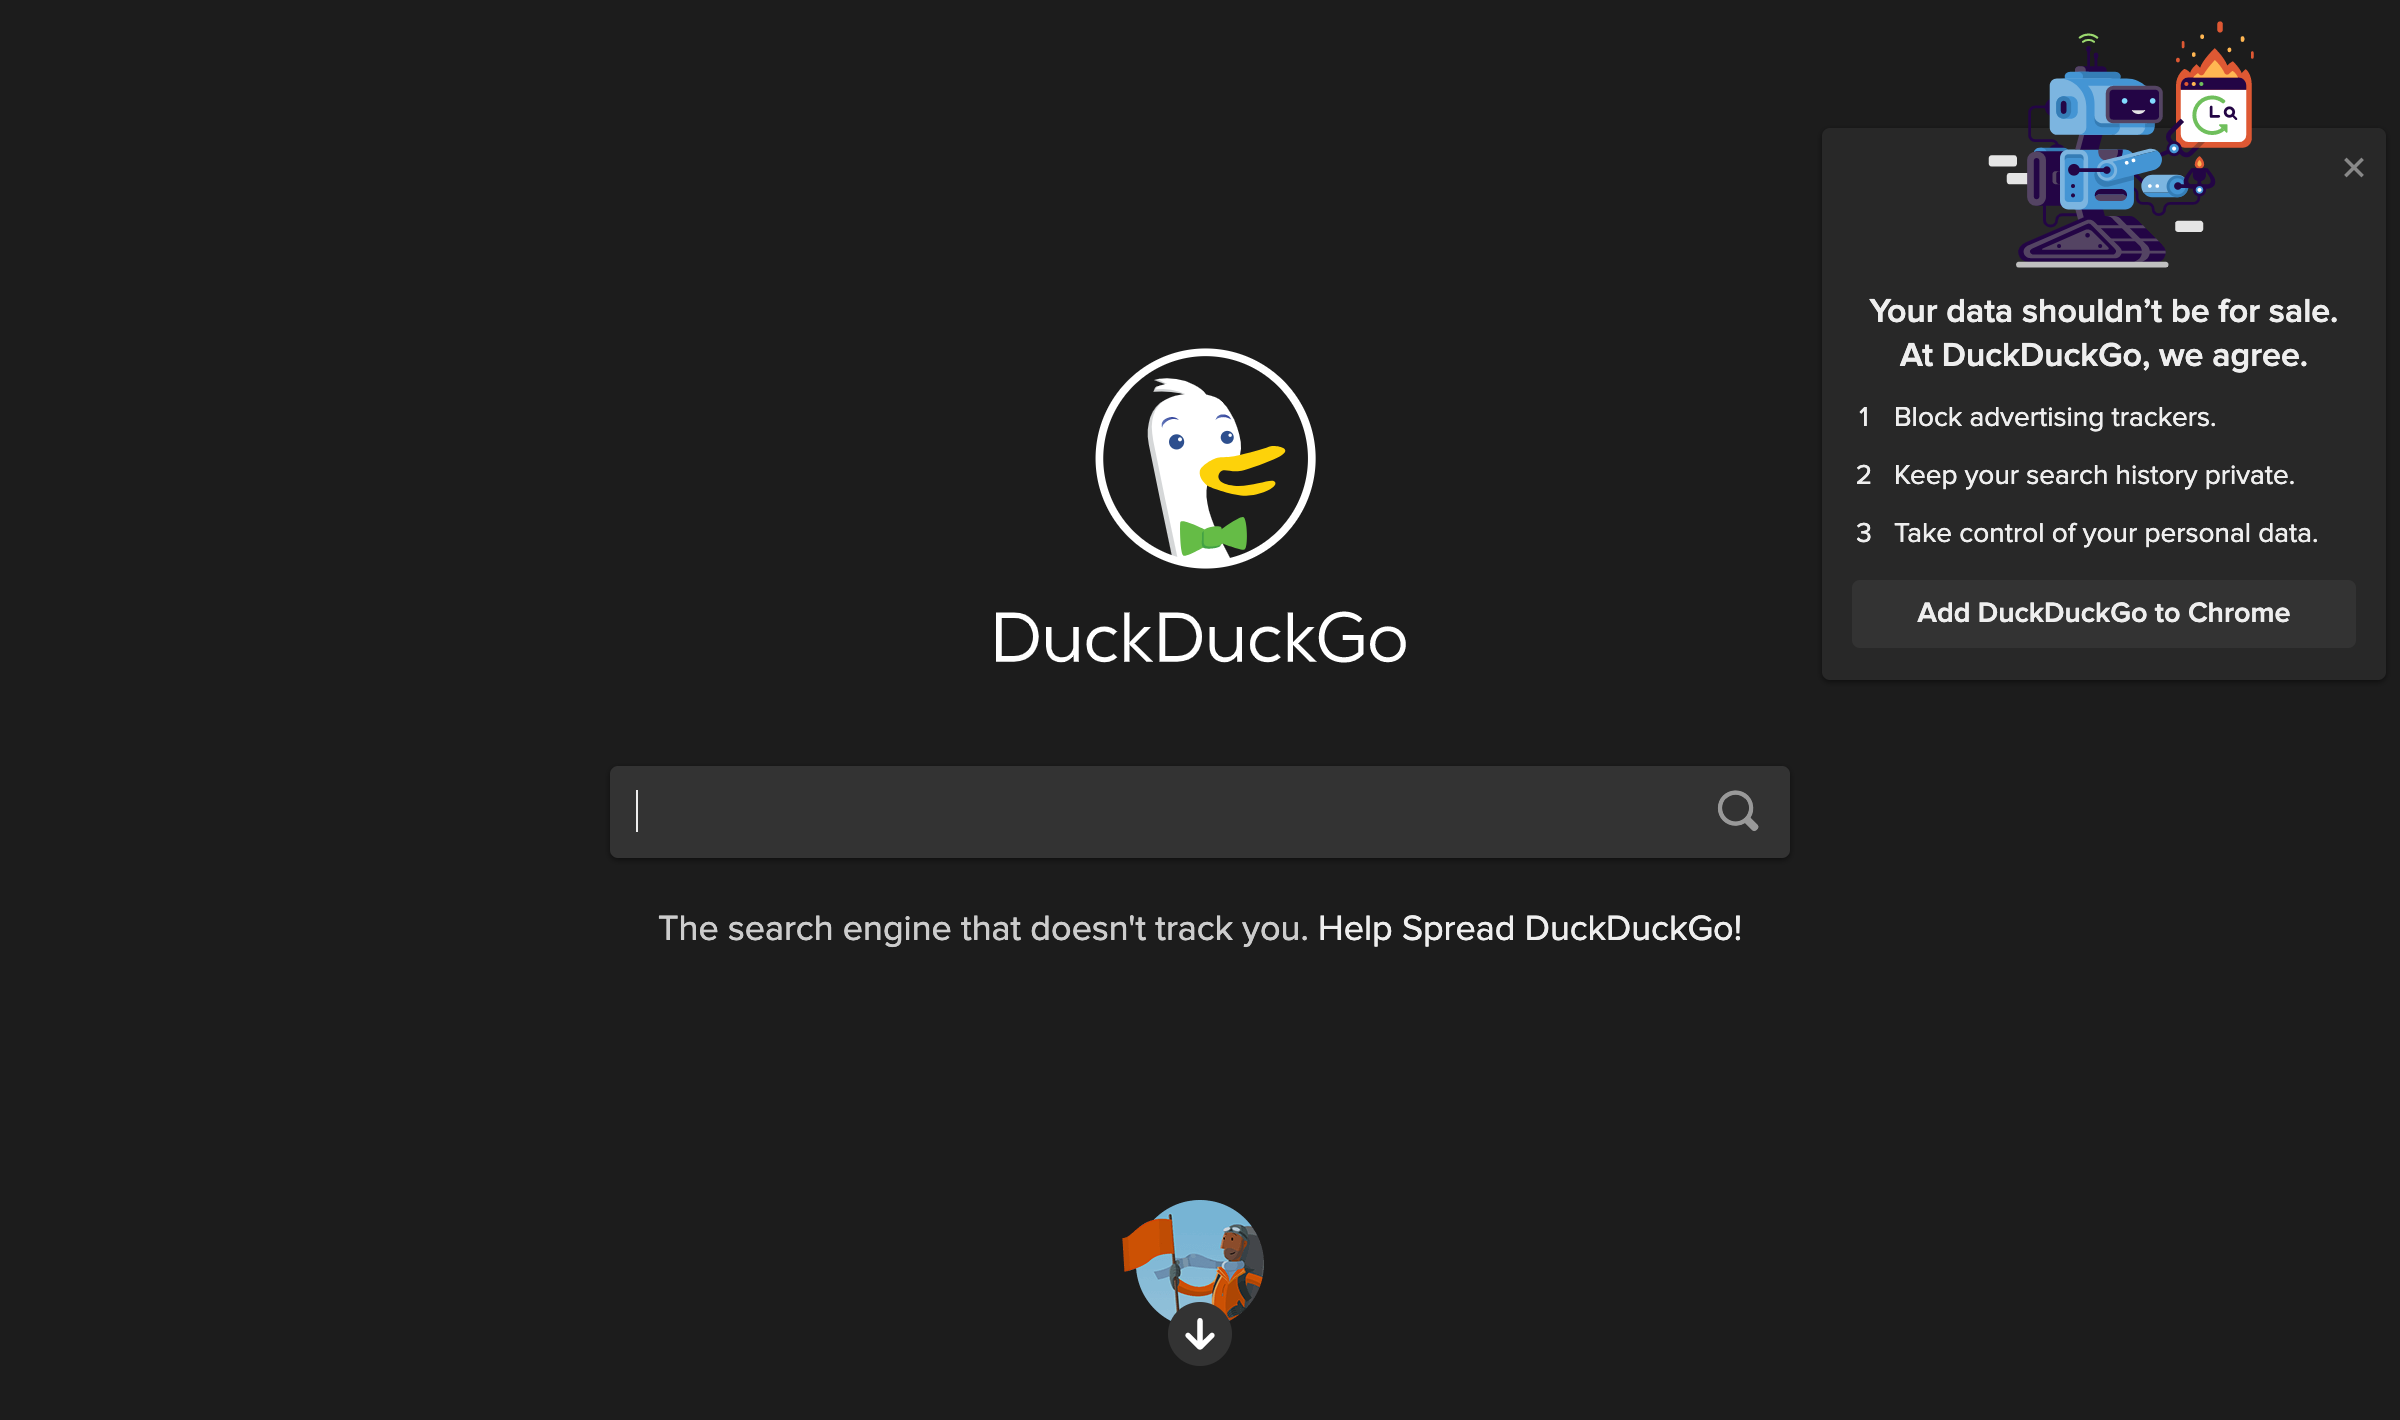 Your data shouldn’t be for sale.
At DuckDuckGo, we agree.
1 Block advertising trackers.
2 Keep your search history private.
3 Take control of your personal data.
Add DuckDuckGo to Chrome
DuckDuckGo
The search engine that doesn't track you. Help Spread DuckDuckGo!